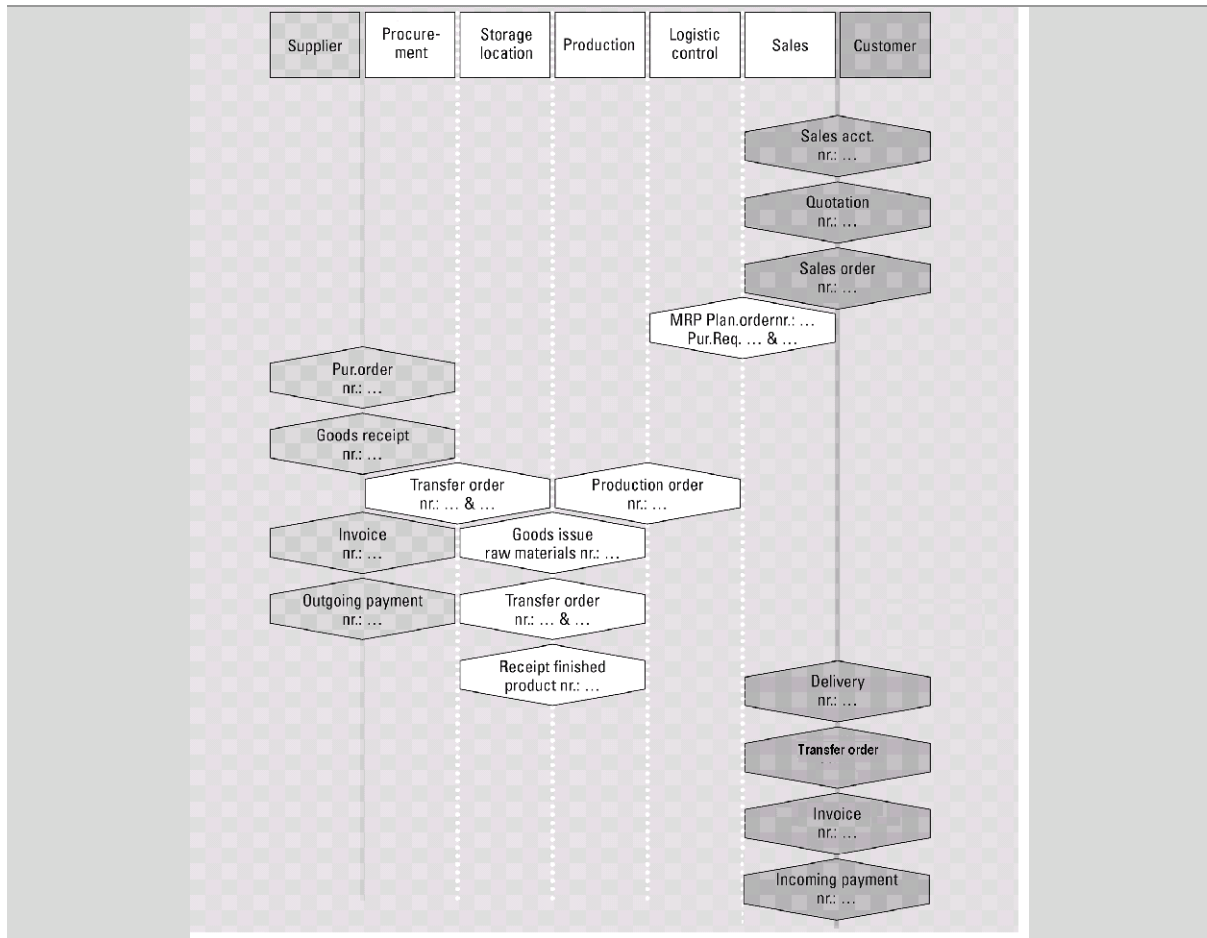 Supplier
Procure-
ment
Storage
location
Production
Logistic
control
Sales
Customer
Sales acct.
nr.: ...
Quotation
nr.: ...
Sales order
nr.: ...
MRP Plan.ordernr.: ...
Pur.Req. ... & ...
Pur.order
nr.: ...
Goods receipt
nr.: ...
Transfer order
nr.: ... & ...
Production order
nr.: ...
Invoice
nr.: ...
Goods issue
raw materials nr.: ...
Outgoing payment
nr.: ...
Transfer order
nr.: ... & ...
Receipt finished
product nr.: ...
Delivery
nr.: ...
Transfer order
Invoice
nr.: ...
Incoming payment
nr.: ...